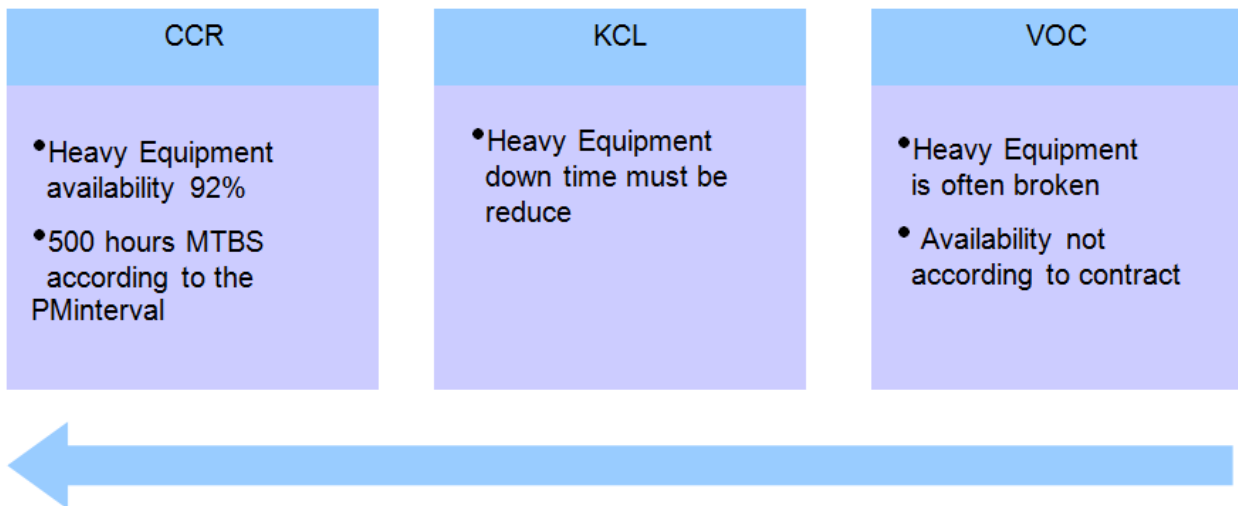 CCR
•Heavy Equipment
availability 92%
•500 hours MTBS
according to the
PMinterval
KCL
•Heavy Equipment
down time must be
reduce
VOC
•Heavy Equipment
is often broken
• Availability not
according to contract